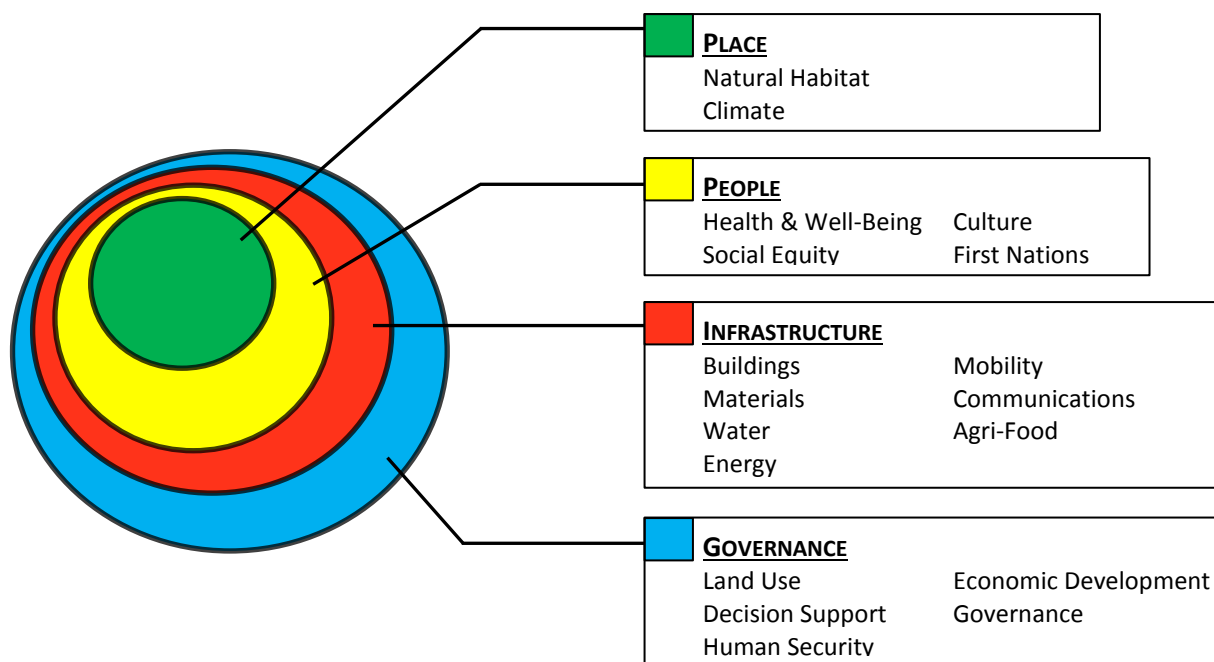 PLACE
Natural Habitat
Climate
PEOPLE
Health & Well-Being Culture
Social Equity First Nations
INFRASTRUCTURE
Buildings Mobility
Materials Communications
Water Agri-Food
Energy
GOVERNANCE
Land Use Economic Development
Decision Support Governance
Human Security